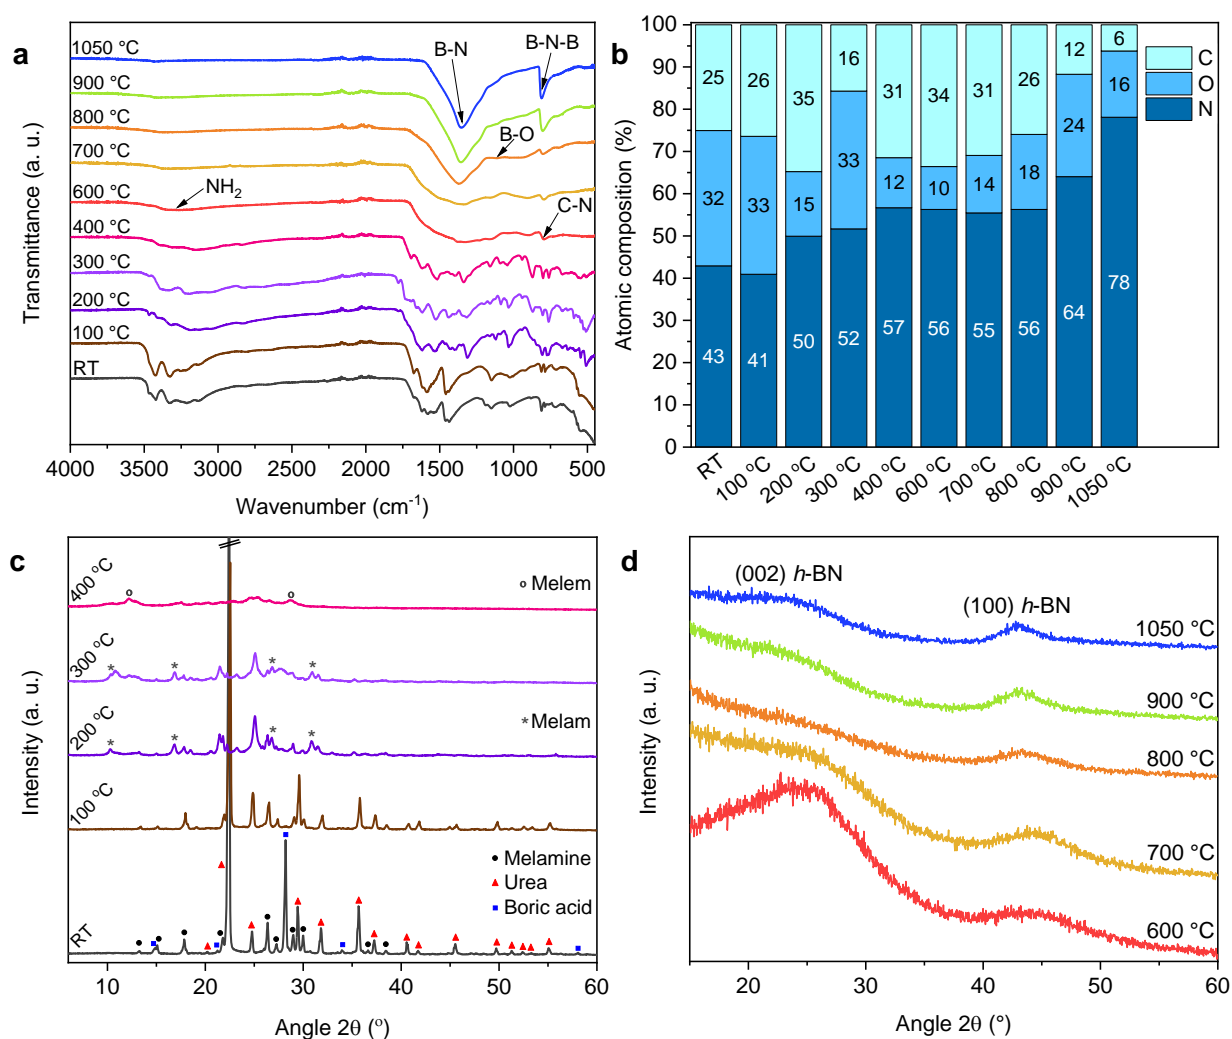 a
1050 °C
900 °C
800 °C
700 °C
600 °C
400 °C
300 °C
200 °C
100 °C
RT
B-N
B-N-B
B-O
NH2
C-N
Transmittance (a. u.)
4000 3500 3000 2500 2000 1500 1000 500
Wavenumber (cm-1)
b
Atomic composition (%)
100
90
80
70
60
50
40
30
20
10
0
25 26 35 16 31 34 31 26 12 6
32 33 15 33 12 10 14 18 24 16
43 41 50 52 57 56 55 56 64 78
C
O
N
RT 100 °C 200 °C 300 °C 400 °C 600 °C 700 °C 800 °C 900 °C 1050 °C
c
400 °C
300 °C
200 °C
100 °C
RT
o Melem
* Melam
Melamine
Urea
Boric acid
Intensity (a. u.)
10 20 30 40 50 60
Angle 2θ (°)
d
(002) h-BN
(100) h-BN
1050 °C
900 °C
800 °C
700 °C
600 °C
Intensity (a. u.)
20 30 40 50 60
Angle 2θ (°)